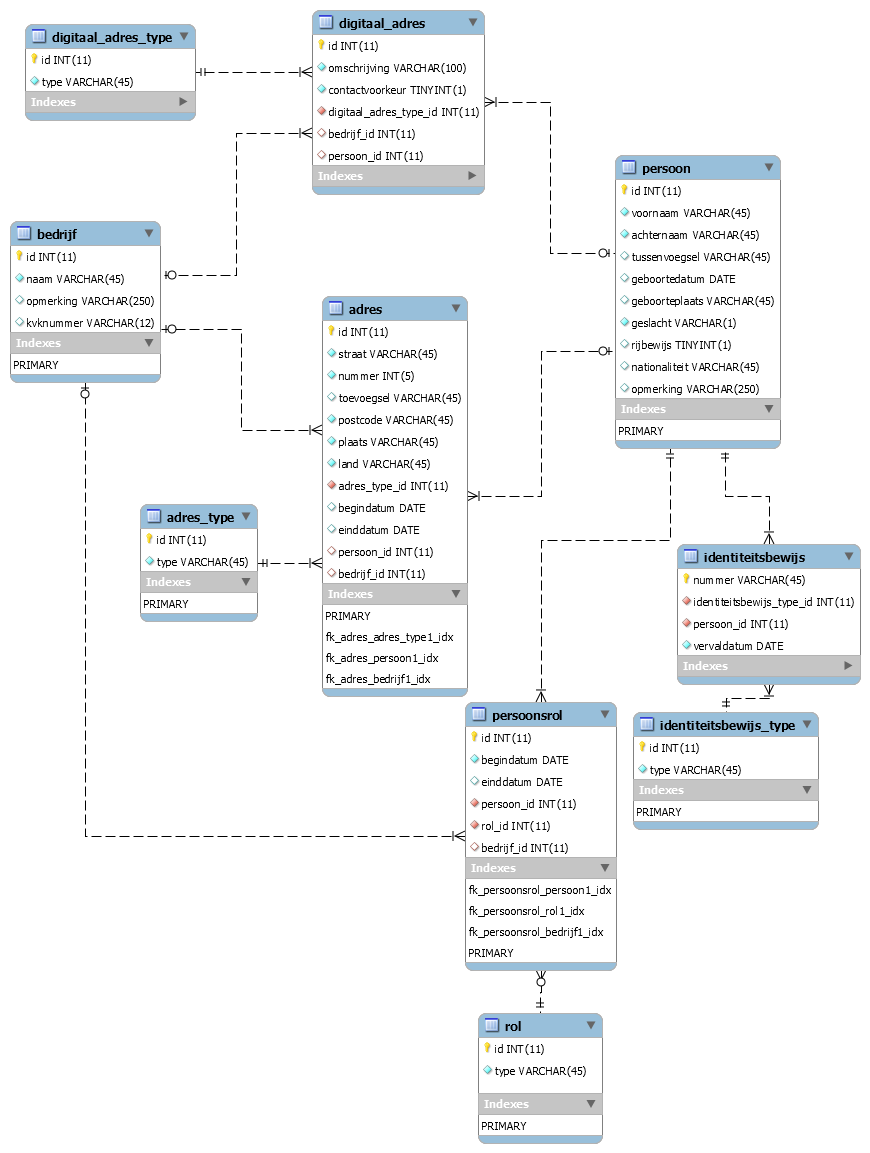 digitaal_adres_type
id INT(11)
type VARCHAR(45)
Indexes
digitaal_adres
id INT(11)
omschrijving VARCHAR(100)
contactvoorkeur TINYINT(1)
digitaal_adres_type_id INT(11)
bedrijf_id INT(11)
persoon_id INT(11)
Indexes
persoon
id INT(11)
voornaam VARCHAR(45)
achternaam VARCHAR(45)
tussenvoegsel VARCHAR(45)
geboortedatum DATE
geboorteplaats VARCHAR(45)
geslacht VARCHAR(1)
rijbewijs TINYINT(1)
nationaliteit VARCHAR(45)
opmerking VARCHAR(250)
Indexes
PRIMARY
bedrijf
id INT(11)
naam VARCHAR(45)
opmerking VARCHAR(250)
kvknummer VARCHAR(12)
Indexes
PRIMARY
adres
id INT(11)
straat VARCHAR(45)
nummer INT(5)
toevoegsel VARCHAR(45)
postcode VARCHAR(45)
plaats VARCHAR(45)
land VARCHAR(45)
adres_type_id INT(11)
begindatum DATE
einddatum DATE
persoon_id INT(11)
bedrijf_id INT(11)
Indexes
PRIMARY
fk_adres_adres_type1_idx
fk_adres_persoon1_idx
fk_adres_bedrijf1_idx
adres_type
id INT(11)
type VARCHAR(45)
Indexes
PRIMARY
identiteitsbewijs
nummer VARCHAR(45)
identiteitsbewijs_type_id INT(11)
persoon_id INT(11)
vervaldatum DATE
Indexes
persoonsrol
id INT(11)
begindatum DATE
einddatum DATE
persoon_id INT(11)
rol_id INT(11)
bedrijf_id INT(11)
Indexes
fk_persoonsrol_persoon1_idx
fk_persoonsrol_rol1_idx
fk_persoonsrol_bedrijf1_idx
PRIMARY
identiteitsbewijs_type
id INT(11)
type VARCHAR(45)
Indexes
PRIMARY
rol
id INT(11)
type VARCHAR(45)
Indexes
PRIMARY